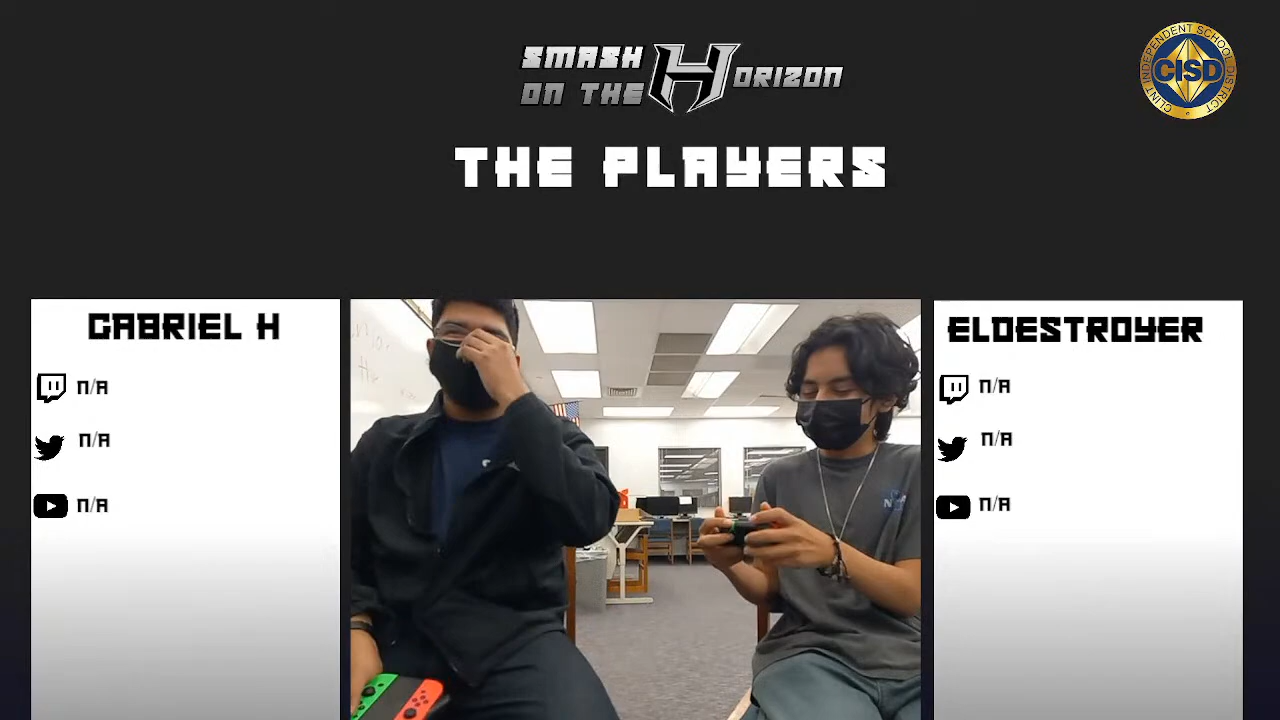 SMASH
ON THE HORIZON
CLINT INDEPENDENT SCHOOL DISTRICT
CISD
THE PLAYERS
GABRIEL H
N/A
N/A
N/A
ELDESTROYER
N/A
N/A
N/A